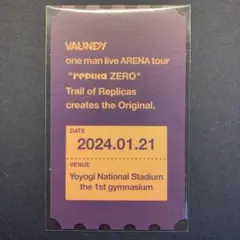 VAUNDY
one man live ARENA tour
"replica ZERO"
Trail of Replicas
creates the Original.
DATE
2024.01.21
VENUE
Yoyogi National Stadium
the 1st gymnasium